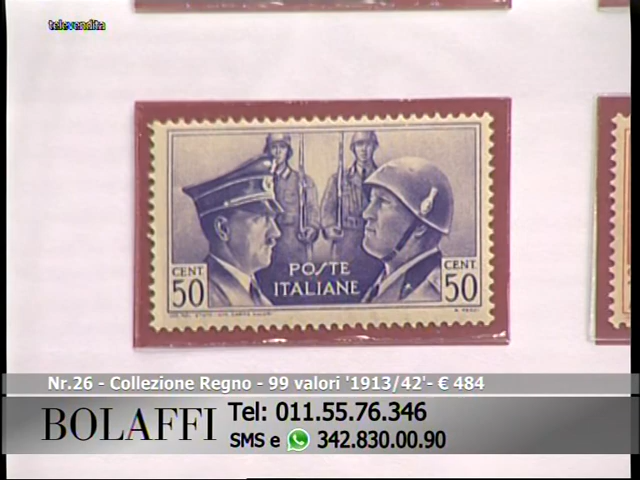 televendita
CENT. 50
POSTE
ITALIANE
CENT. 50
Nr.26 - Collezione Regno - 99 valori '1913/42'- € 484
BOLAFFI
Tel: 011.55.76.346
SMS e 342.830.00.90